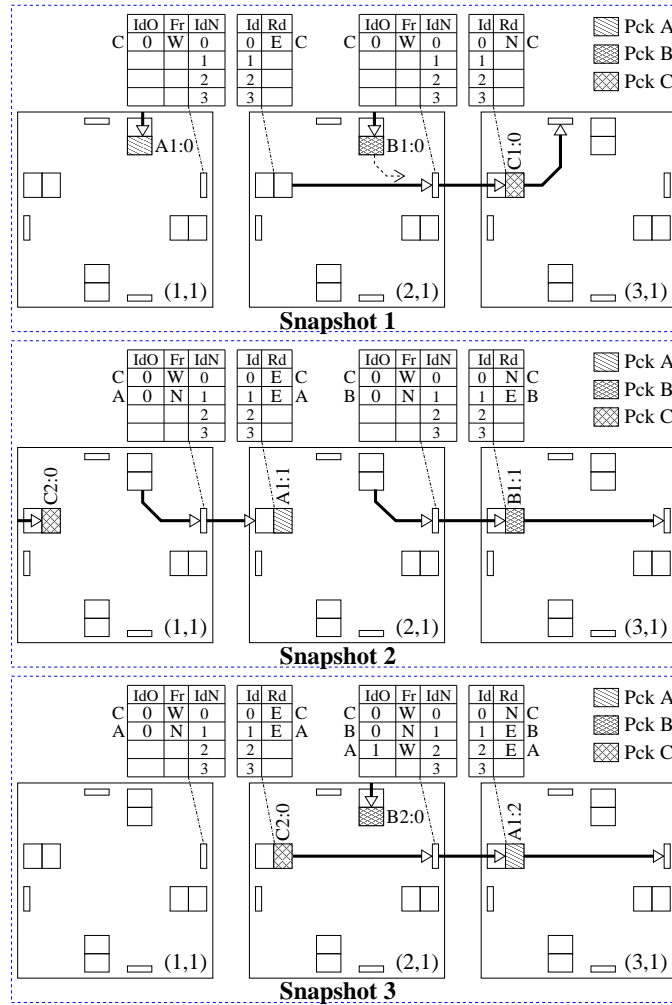 IdO Fr IdN Id Rd IdO Fr IdN Id Rd
C 0 W 0 0 E C C 0 W 0 0 N C
1 1 1 1
2 2 2 2
3 3 3 3
Pck A
Pck B
Pck C
A1:0 B1:0 C1:0
(1,1) (2,1) (3,1)
Snapshot 1
IdO Fr IdN Id Rd IdO Fr IdN Id Rd
C 0 W 0 0 E C C 0 W 0 0 N C
A 0 N 1 1 E A B 0 N 1 1 E B
2 2 2 2
3 3 3 3
Pck A
Pck B
Pck C
C2:0 A1:1 B1:1
(1,1) (2,1) (3,1)
Snapshot 2
IdO Fr IdN Id Rd IdO Fr IdN Id Rd
C 0 W 0 0 E C C 0 W 0 0 N C
A 0 N 1 1 E A B 0 N 1 1 E B
2 2 A 1 W 2 2 E A
3 3 3 3
Pck A
Pck B
Pck C
C2:0 B2:0 A1:2
(1,1) (2,1) (3,1)
Snapshot 3